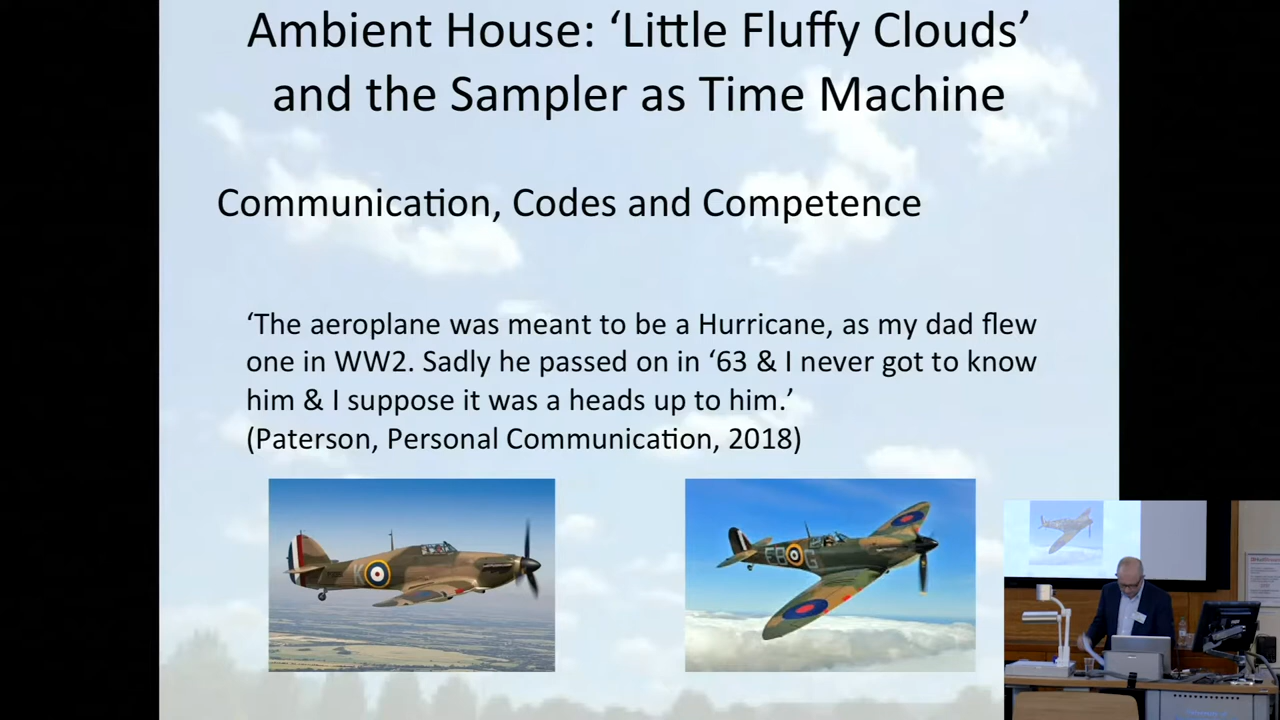 Ambient House: ‘Little Fluffy Clouds’
and the Sampler as Time Machine
Communication, Codes and Competence
‘The aeroplane was meant to be a Hurricane, as my dad flew
one in WW2. Sadly he passed on in ‘63 & I never got to know
him & I suppose it was a heads up to him.’
(Paterson, Personal Communication, 2018)
K
EB G